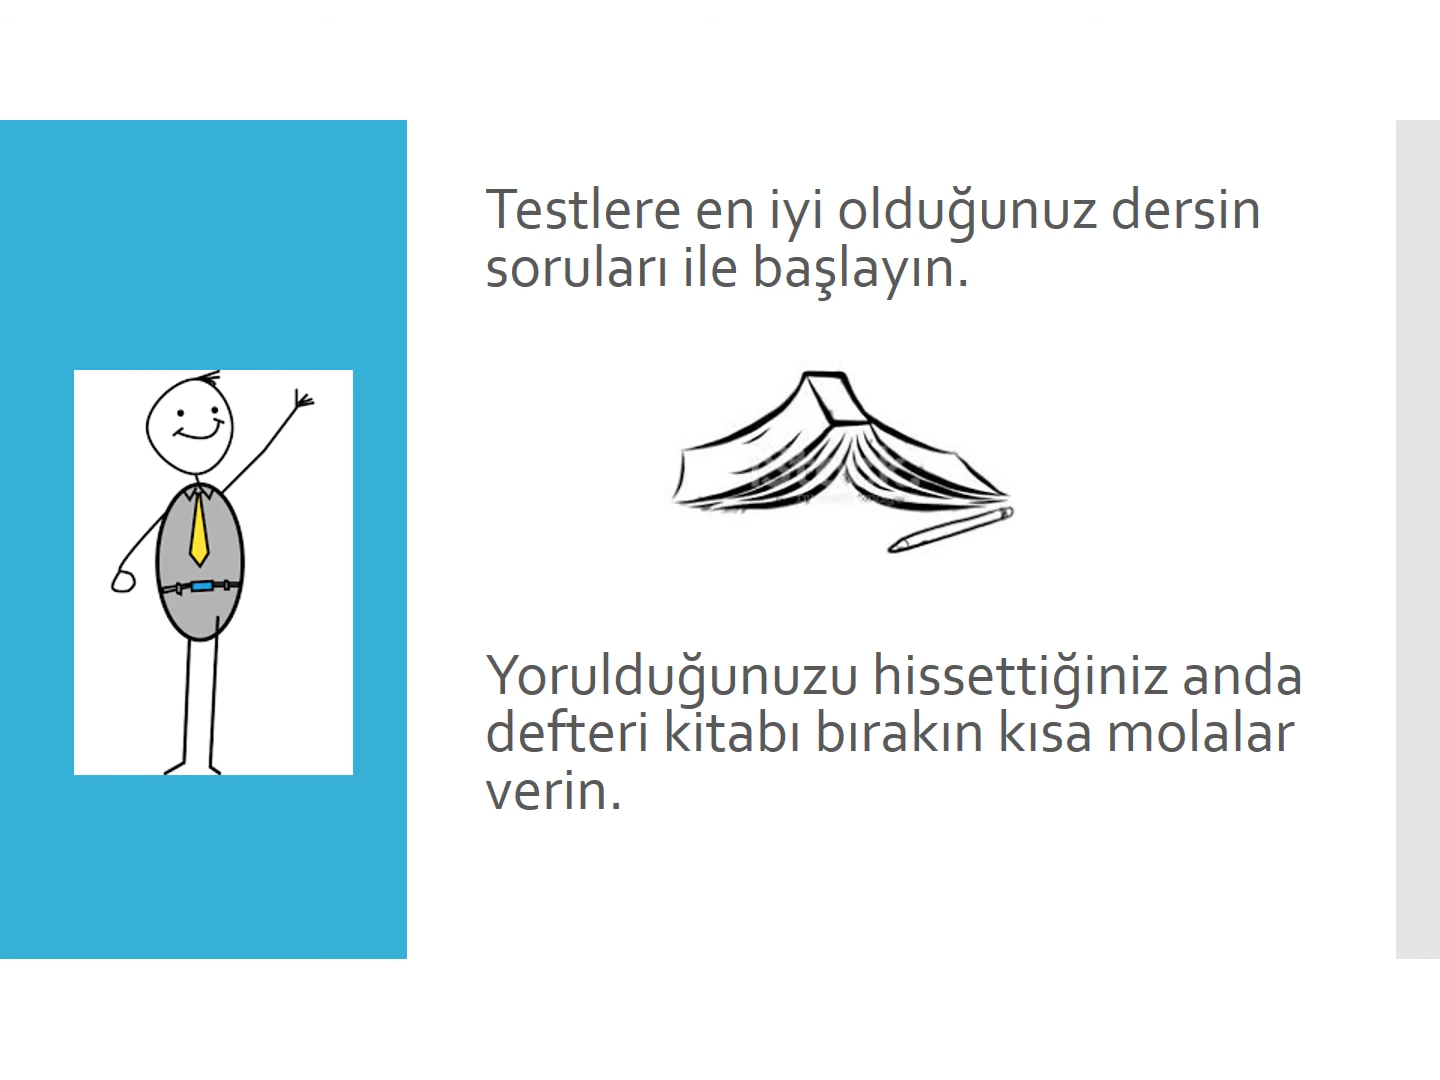 Testlere en iyi olduğunuz dersin
soruları ile başlayın.
Yorulduğunuzu hissettiğiniz anda
defteri kitabı bırakın kısa molalar
verin.